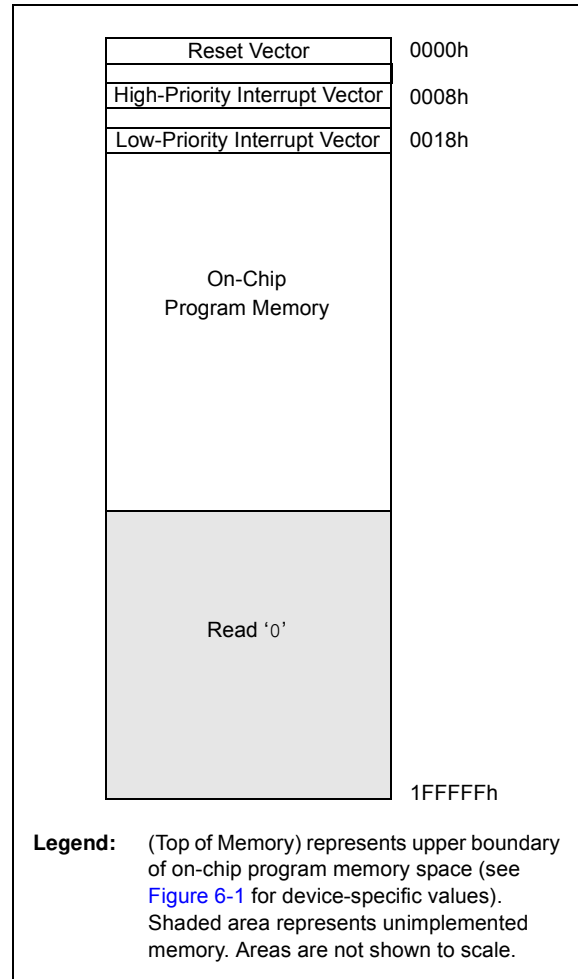 Reset Vector 0000h
High-Priority Interrupt Vector 0008h
Low-Priority Interrupt Vector 0018h
On-Chip
Program Memory
Read ‘0’
1FFFFFh
Legend: (Top of Memory) represents upper boundary
of on-chip program memory space (see
Figure 6-1 for device-specific values).
Shaded area represents unimplemented
memory. Areas are not shown to scale.